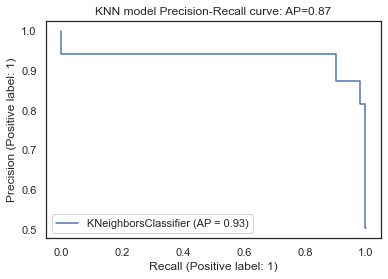 KNN model Precision-Recall curve: AP=0.87
1.0
0.9
0.8
0.7
0.6
0.5
Precision (Positive label: 1)
KNeighborsClassifier (AP = 0.93)
0.0 0.2 0.4 0.6 0.8 1.0
Recall (Positive label: 1)